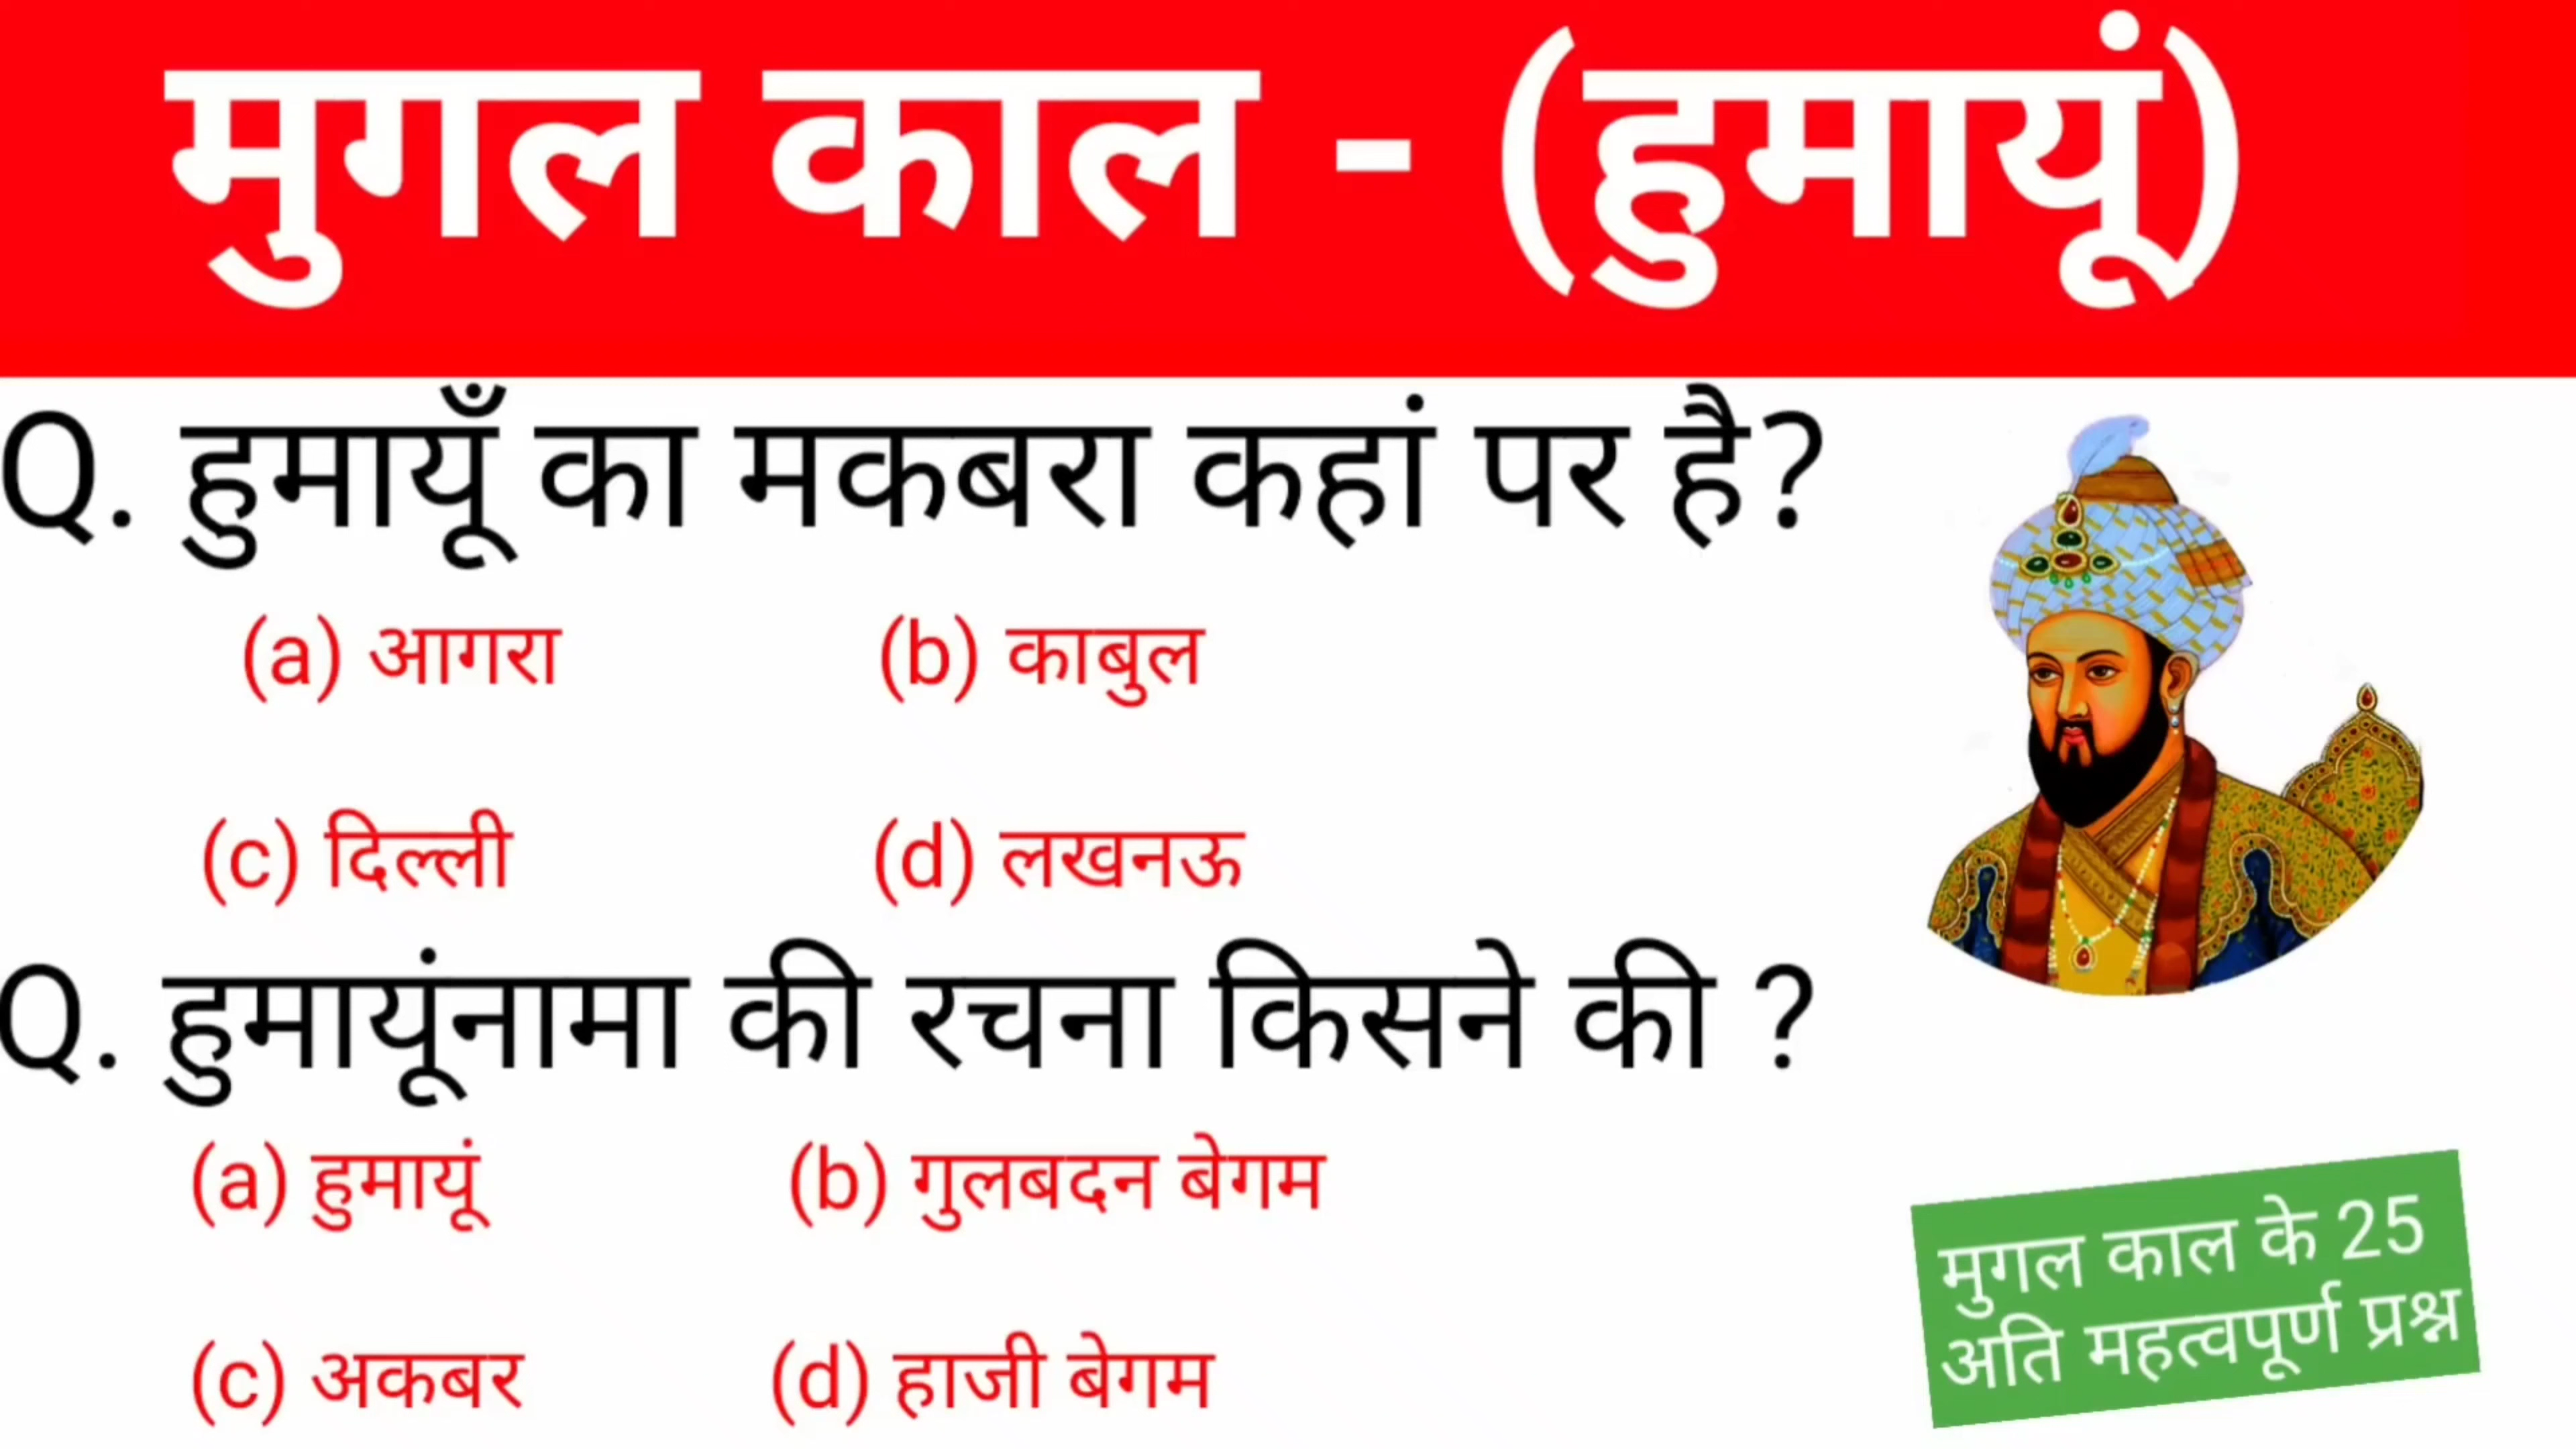 मुगल काल - (हुमायूं)
Q. हुमायूँ का मकबरा कहां पर है?
(a) आगरा (b) काबुल
(c) दिल्ली (d) लखनऊ
Q. हुमायूंनामा की रचना किसने की ?
(a) हुमायूं (b) गुलबदन बेगम
(c) अकबर (d) हाजी बेगम
मुगल काल के 25
अति महत्वपूर्ण प्रश्न